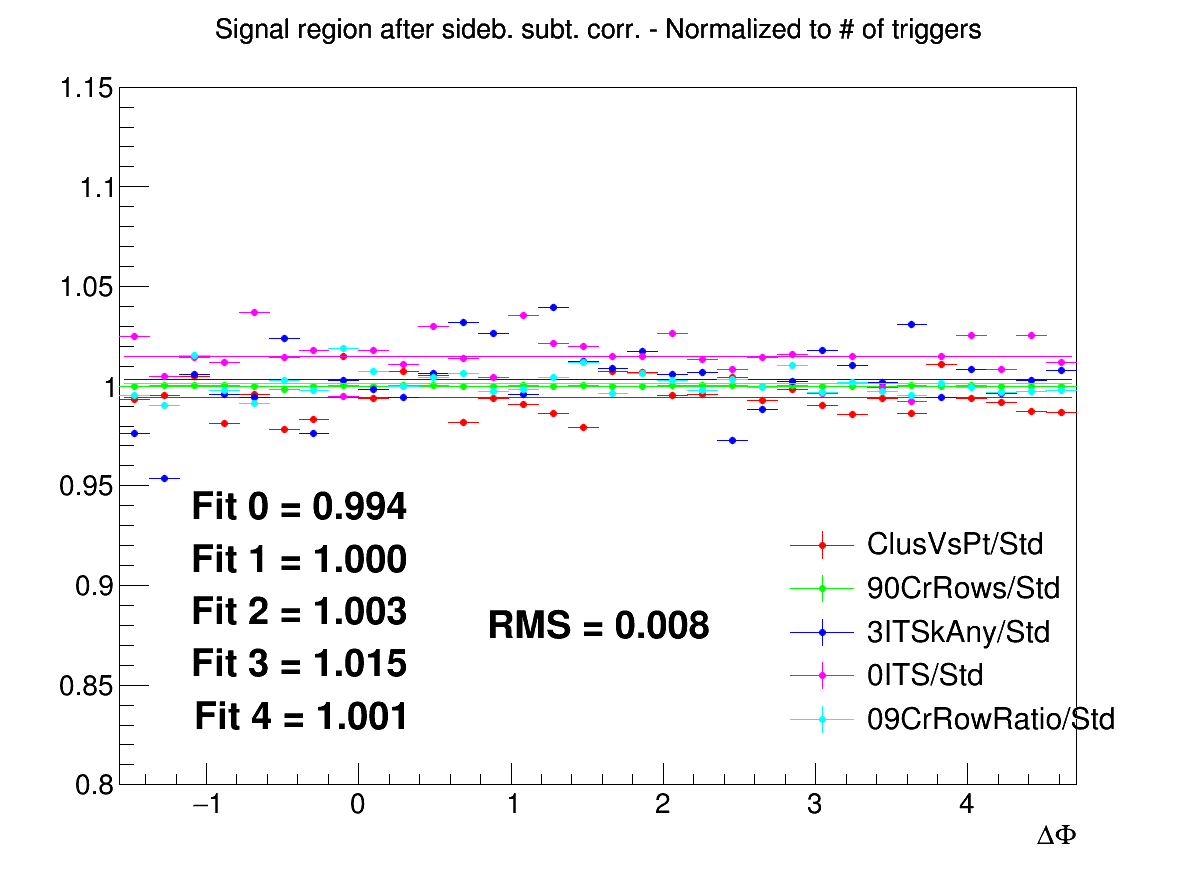 Signal region after sideb. subt. corr. - Normalized to # of triggers
1.15
1.1
1.05
1
0.95
0.9
0.85
0.8
Fit 0 = 0.994
Fit 1 = 1.000
Fit 2 = 1.003
Fit 3 = 1.015
Fit 4 = 1.001
RMS = 0.008
ClusVsPt/Std
90CrRows/Std
3ITSkAny/Std
0ITS/Std
09CrRowRatio/Std
−1 0 1 2 3 4
ΔΦ